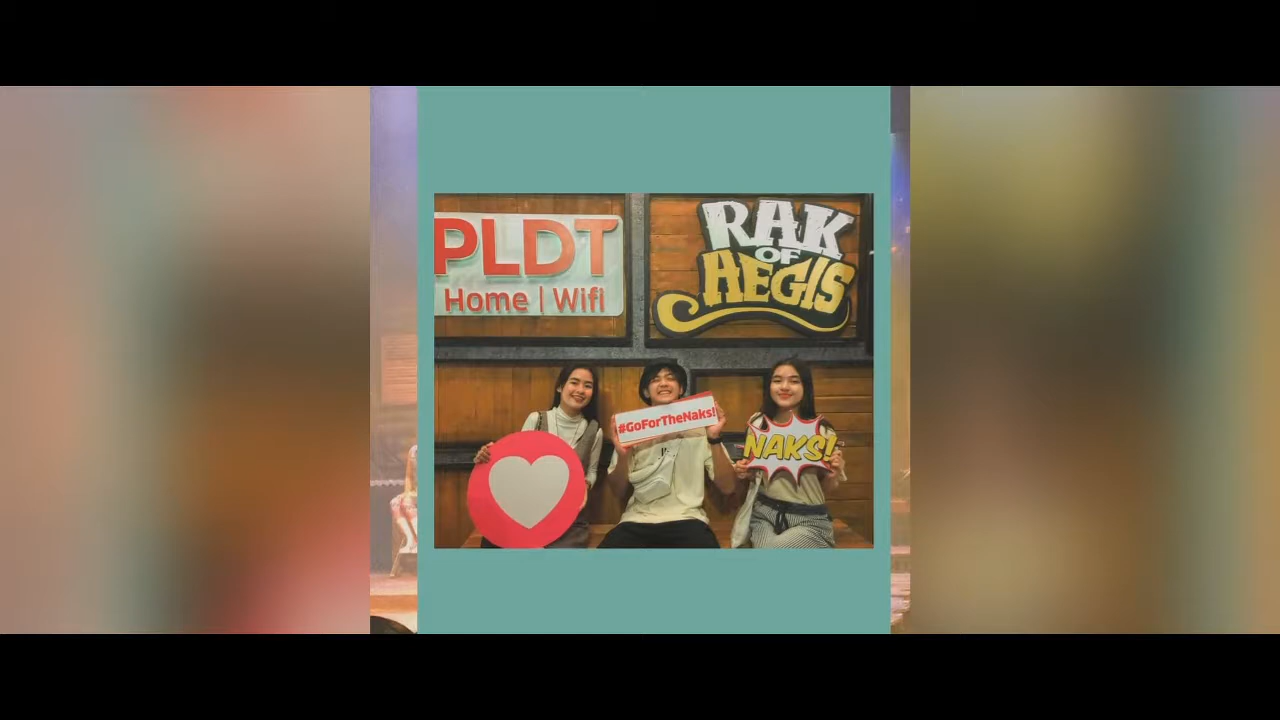 PLDT
Home | Wifi
RAK
OF
AEGIS
#GoForTheNaks!
NAKS!